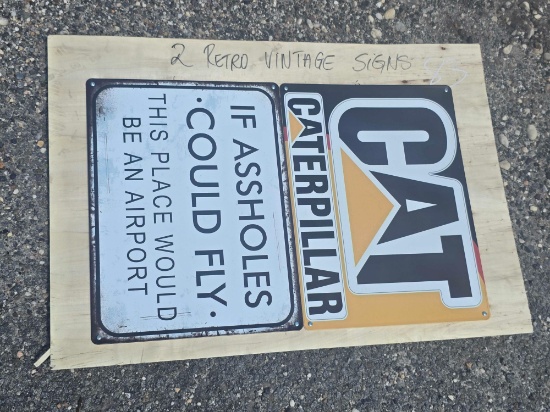 2 RETRO VINTAGE SIGNS
CAT
CATERPILLAR
IF ASSHOLES
·COULD FLY·
THIS PLACE WOULD
BE AN AIRPORT